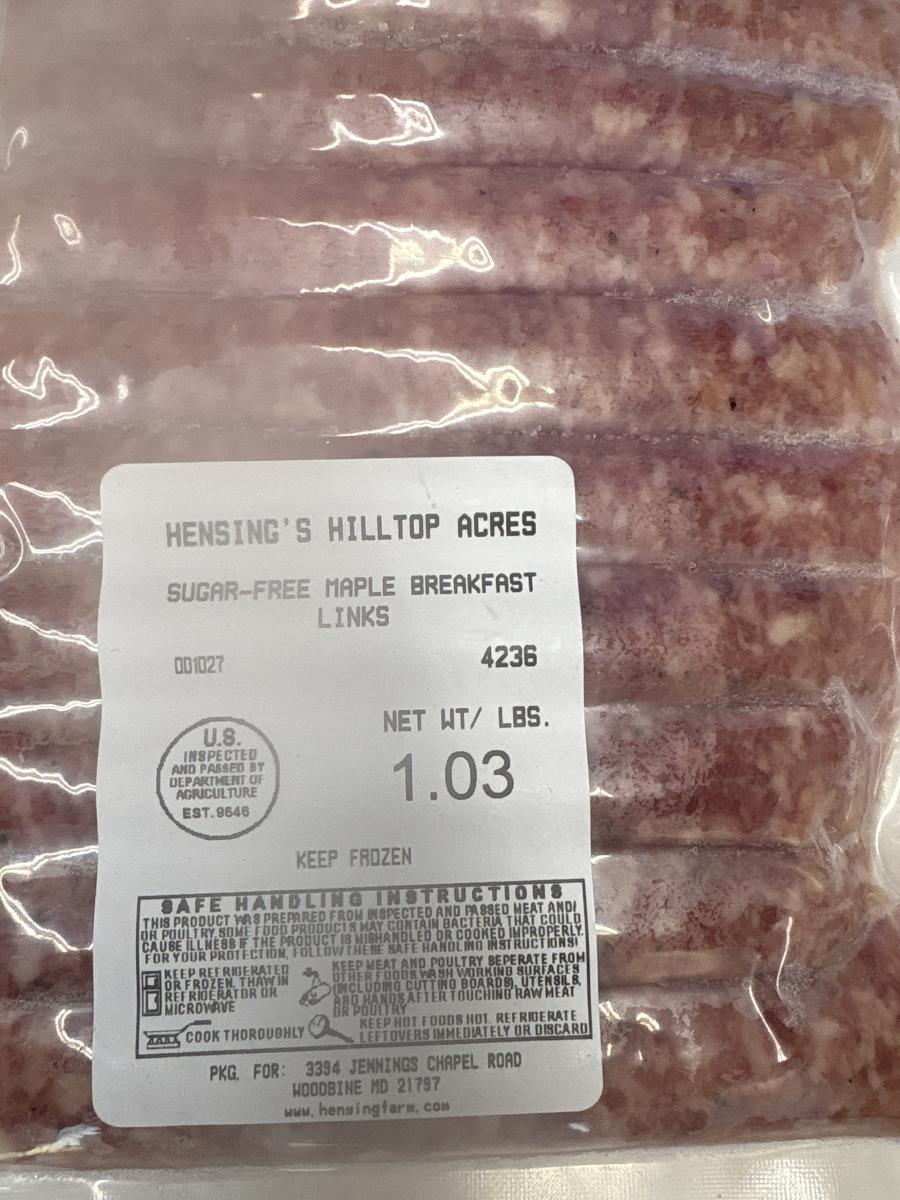 HENSING'S HILLTOP ACRES
SUGAR-FREE MAPLE BREAKFAST
LINKS
001027 4236
NET WT/ LBS.
1.03
U.S.
INSPECTED
AND PASSED BY
DEPARTMENT OF
AGRICULTURE
EST.9646
KEEP FROZEN
SAFE HANDLING INSTRUCTIONS
THIS PRODUCT WAS PREPARED FROM INSPECTED AND PASSED MEAT AND/
OR POULTRY. SOME FOOD PRODUCTS MAY CONTAIN BACTERIA THAT COULD
CAUSE ILLNESS IF THE PRODUCT IS MISHANDLED OR COOKED IMPROPERLY.
FOR YOUR PROTECTION, FOLLOW THESE SAFE HANDLING INSTRUCTIONS!
KEEP REFRIGERATED
OR FROZEN. THAW IN
REFRIGERATOR OR
MICROWAVE
KEEP MEAT AND POULTRY SEPERATE FROM
OTHER FOODS. WASH WORKING SURFACES
(INCLUDING CUTTING BOARDS), UTENSILS,
AND HANDS AFTER TOUCHING RAW MEAT
OR POULTRY
COOK THOROUGHLY
KEEP HOT FOODS HOT. REFRIGERATE
LEFTOVERS IMMEDIATELY OR DISCARD
PKG. FOR: 3394 JENNINGS CHAPEL ROAD
WOODBINE MD 21797
www.hensingfarm.com